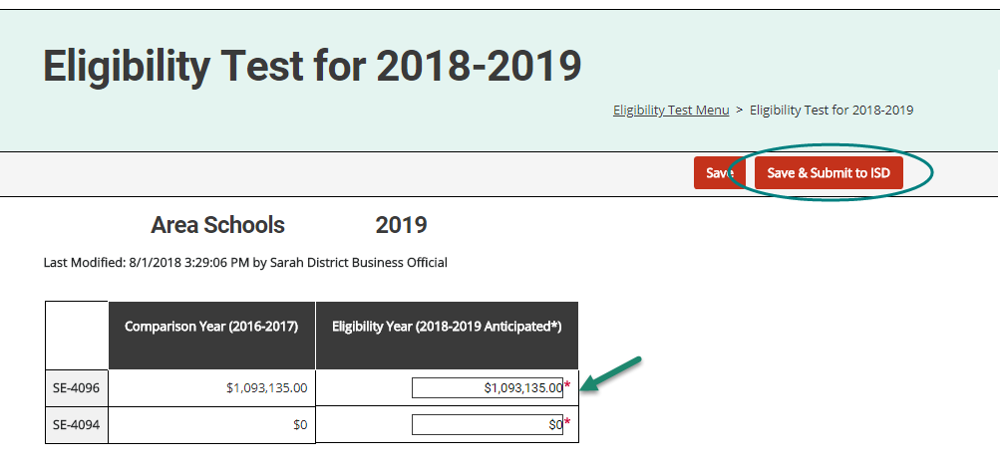 Eligibility Test for 2018-2019
Eligibility Test Menu > Eligibility Test for 2018-2019
Save Save & Submit to ISD
Area Schools 2019
Last Modified: 8/1/2018 3:29:06 PM by Sarah District Business Official
Comparison Year (2016-2017) Eligibility Year (2018-2019 Anticipated*)
SE-4096 $1,093,135.00 $1,093,135.00*
SE-4094 $0 $0*